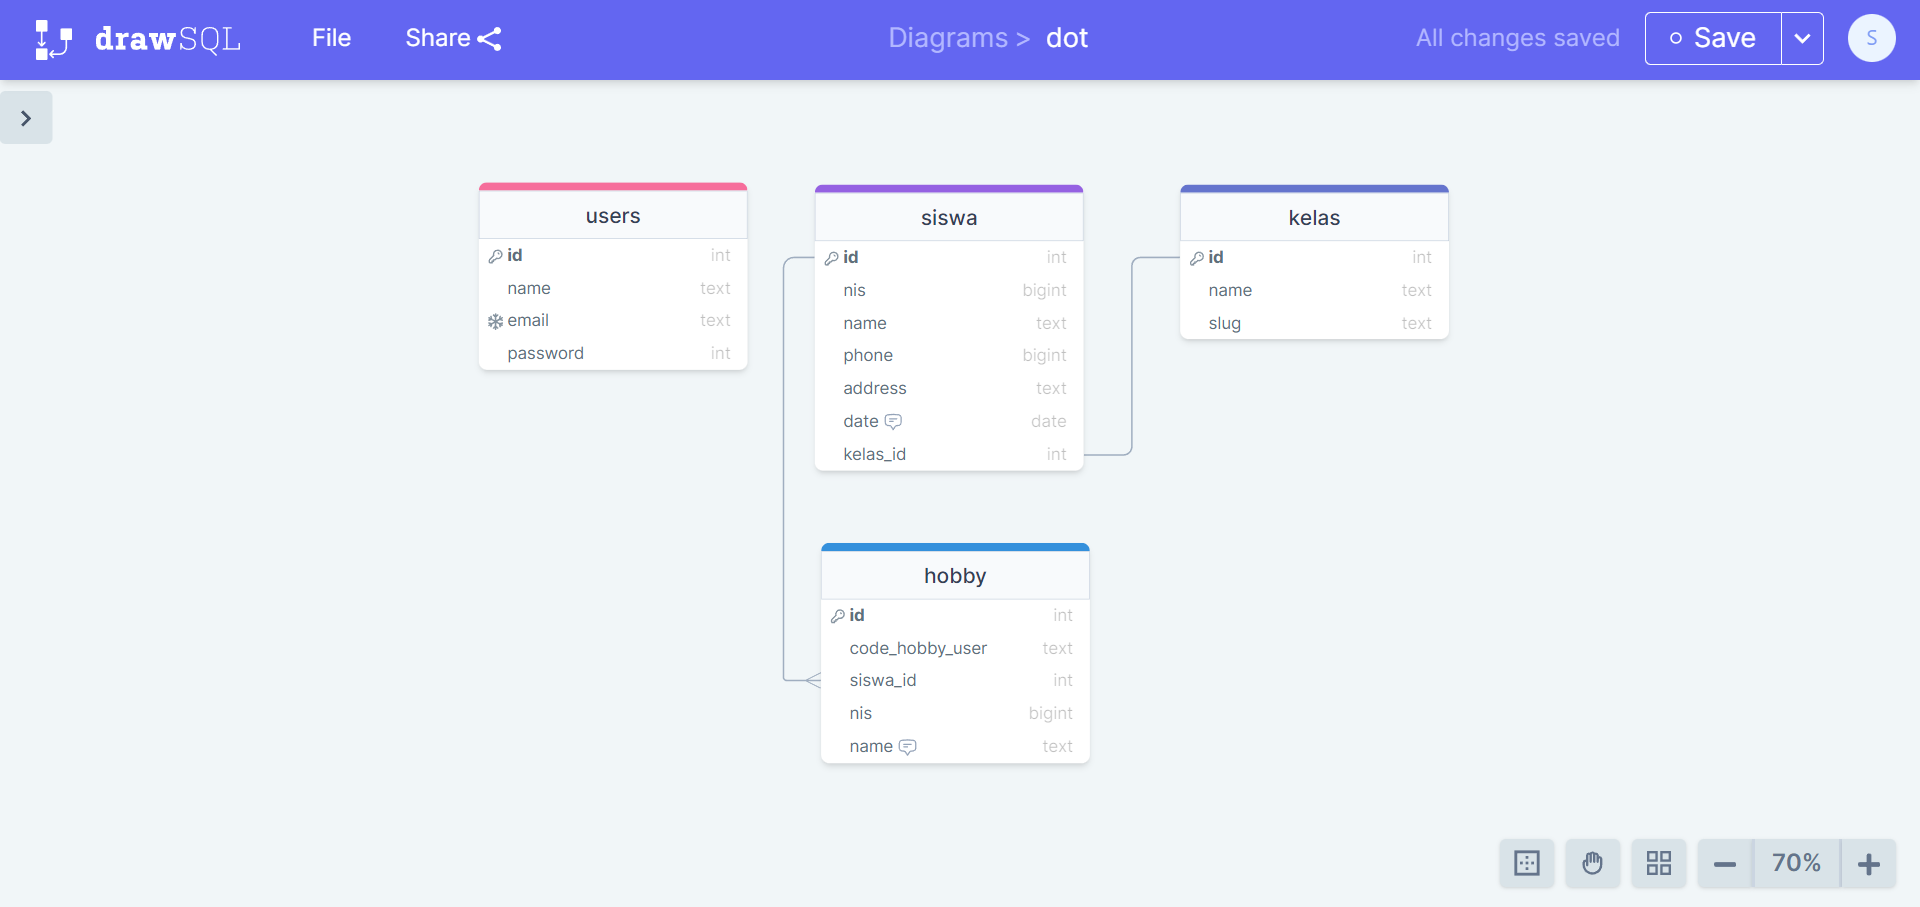 drawSQL File Share Diagrams > dot All changes saved Save S
users
id int
name text
email text
password int
siswa
id int
nis bigint
name text
phone bigint
address text
date date
kelas_id int
kelas
id int
name text
slug text
hobby
id int
code_hobby_user text
siswa_id int
nis bigint
name text
70%